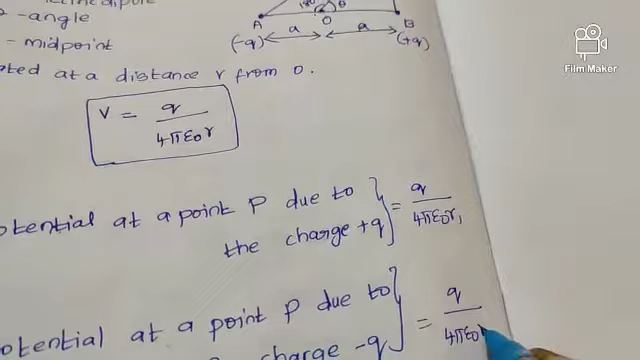 -angle
- midpoint
A O B
(-q) a a (+q)
ated at a distance r from O.
V = q / 4πε₀r
otential at a point P due to
the charge +q } = q / 4πε₀r₁
otential at a point P due to
charge -q } = q / 4πε₀
Film Maker